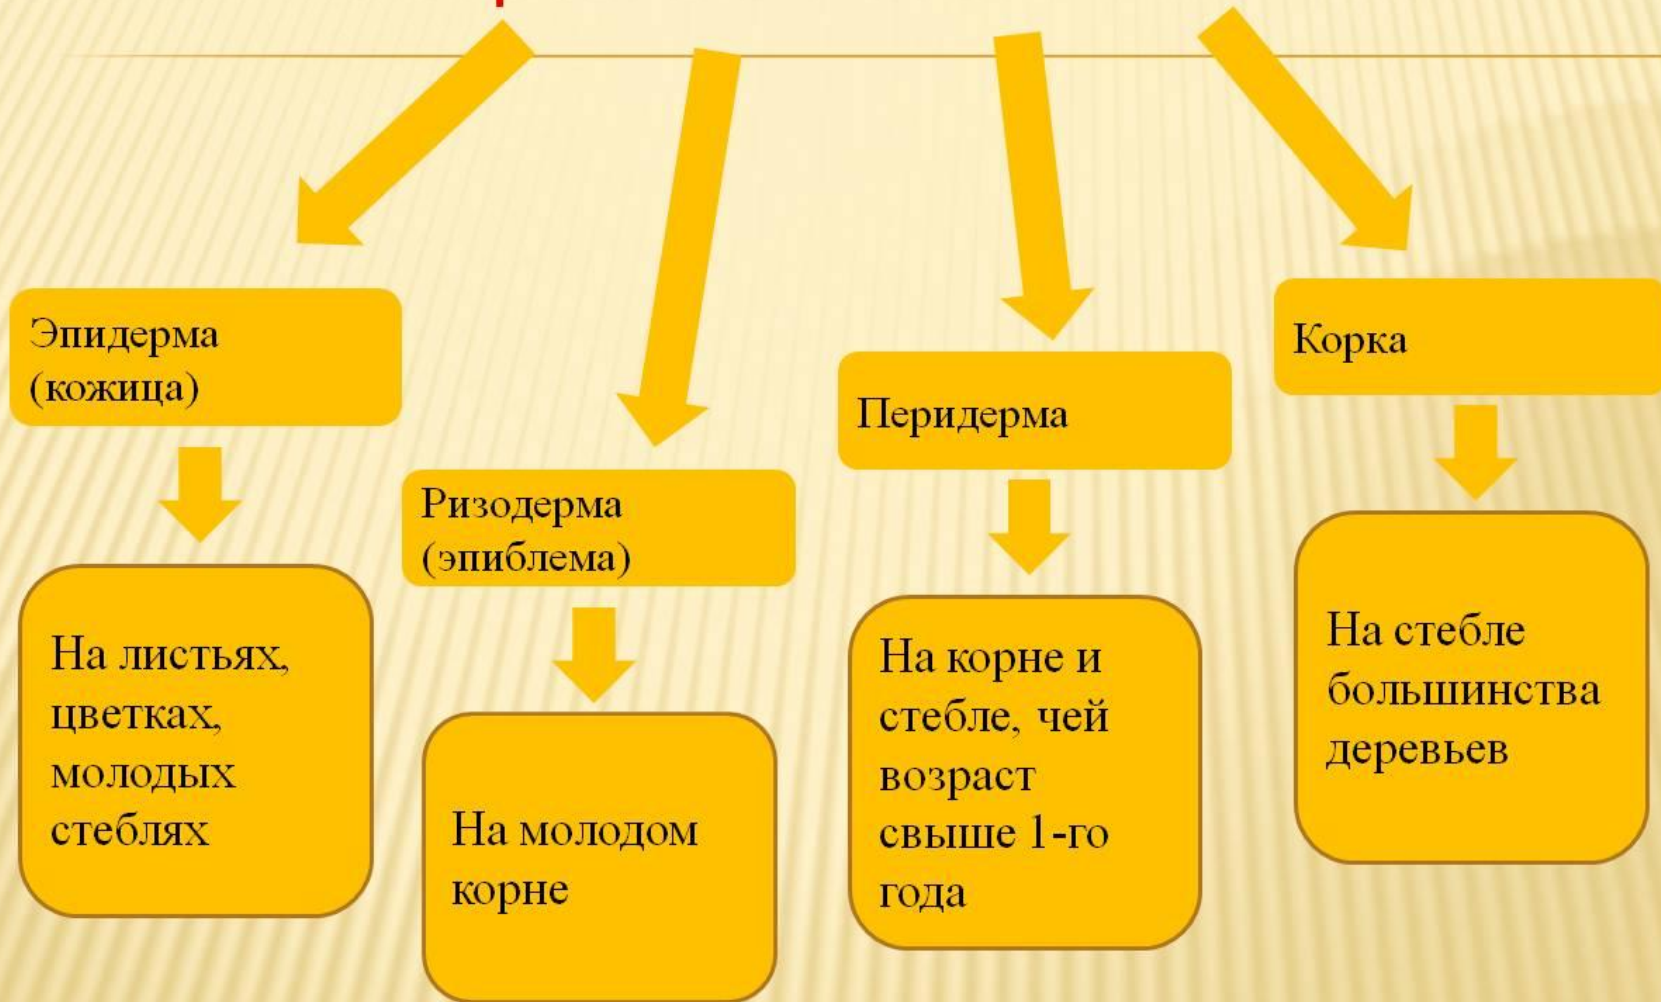 Эпидерма
(кожица)
На листьях,
цветках,
молодых
стеблях
Ризодерма
(эпиблема)
На молодом
корне
Перидерма
На корне и
стебле, чей
возраст
свыше 1-го
года
Корка
На стебле
большинства
деревьев